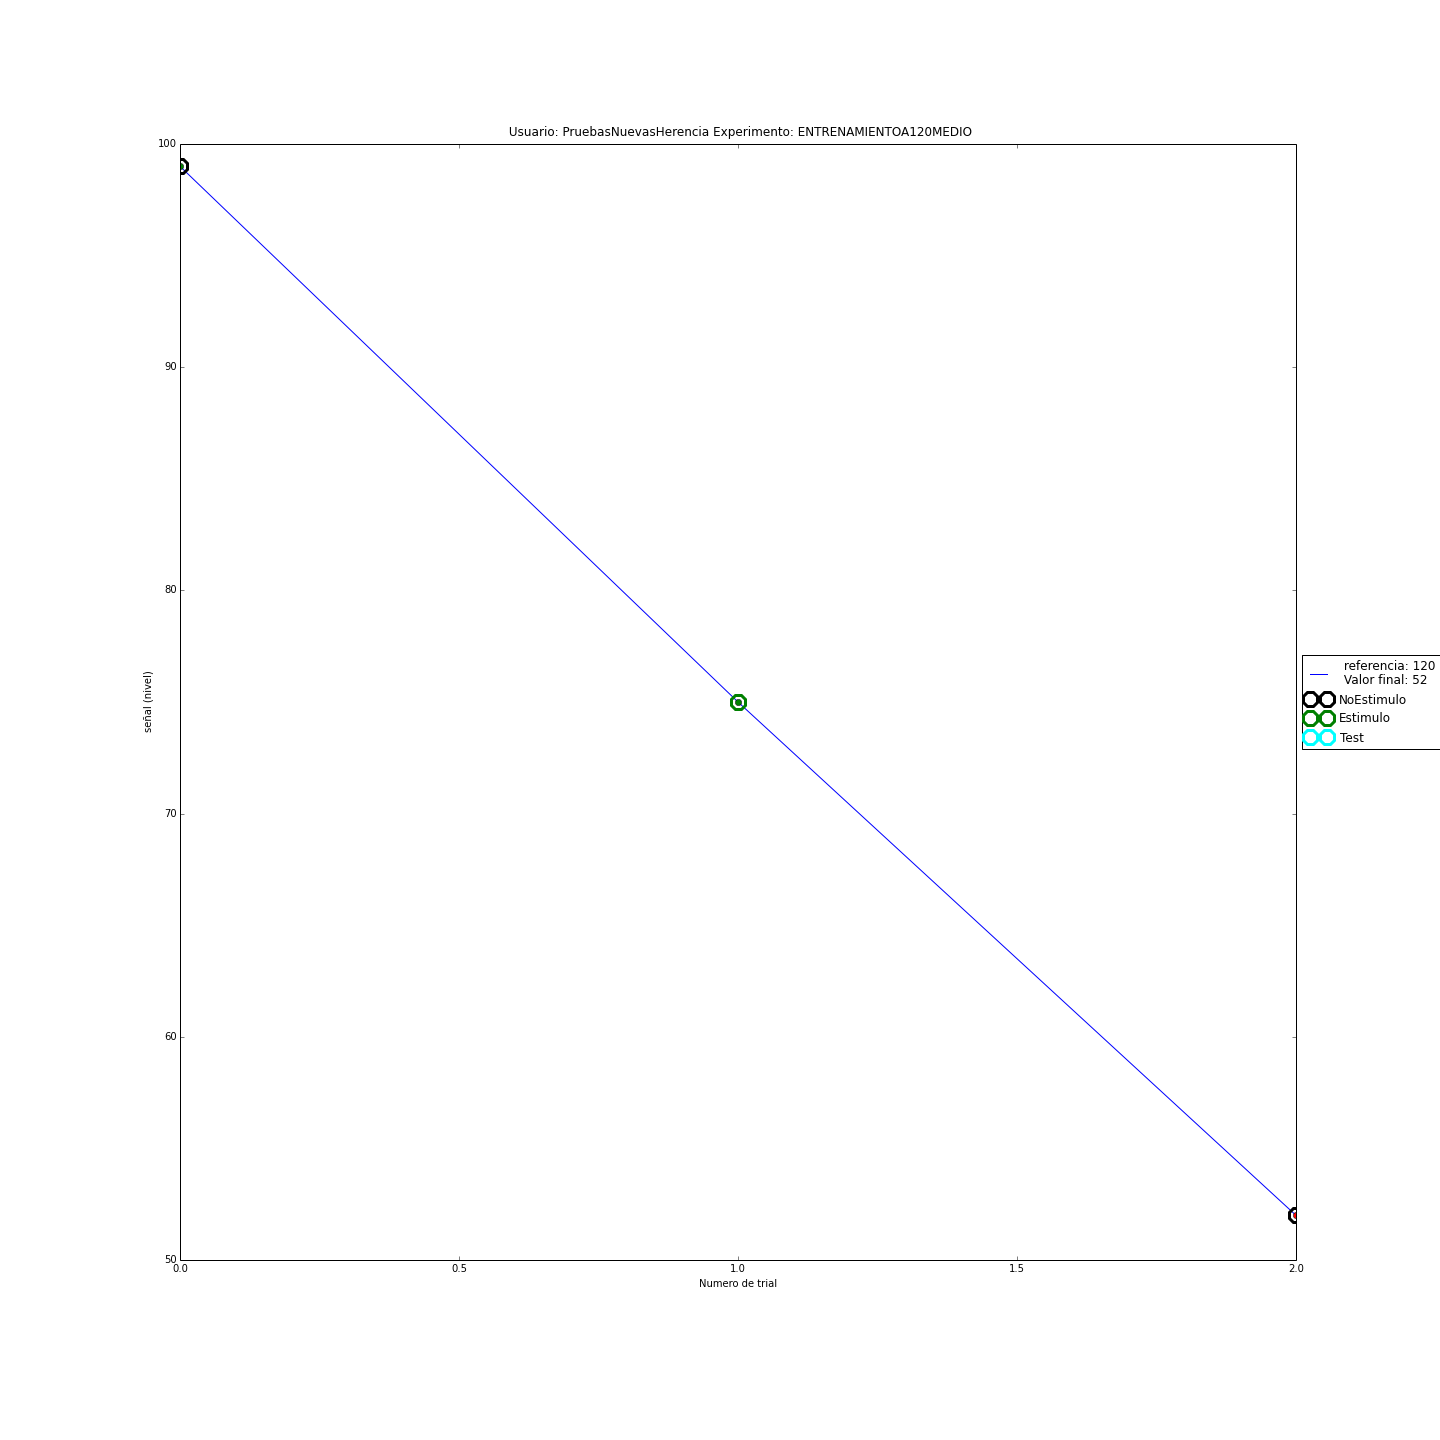 Usuario: PruebasNuevasHerencia Experimento: ENTRENAMIENTOA120MEDIO
100
90
80
70
60
50
señal (nivel)
0.0 0.5 1.0 1.5 2.0
Numero de trial
referencia: 120
Valor final: 52
NoEstimulo
Estimulo
Test